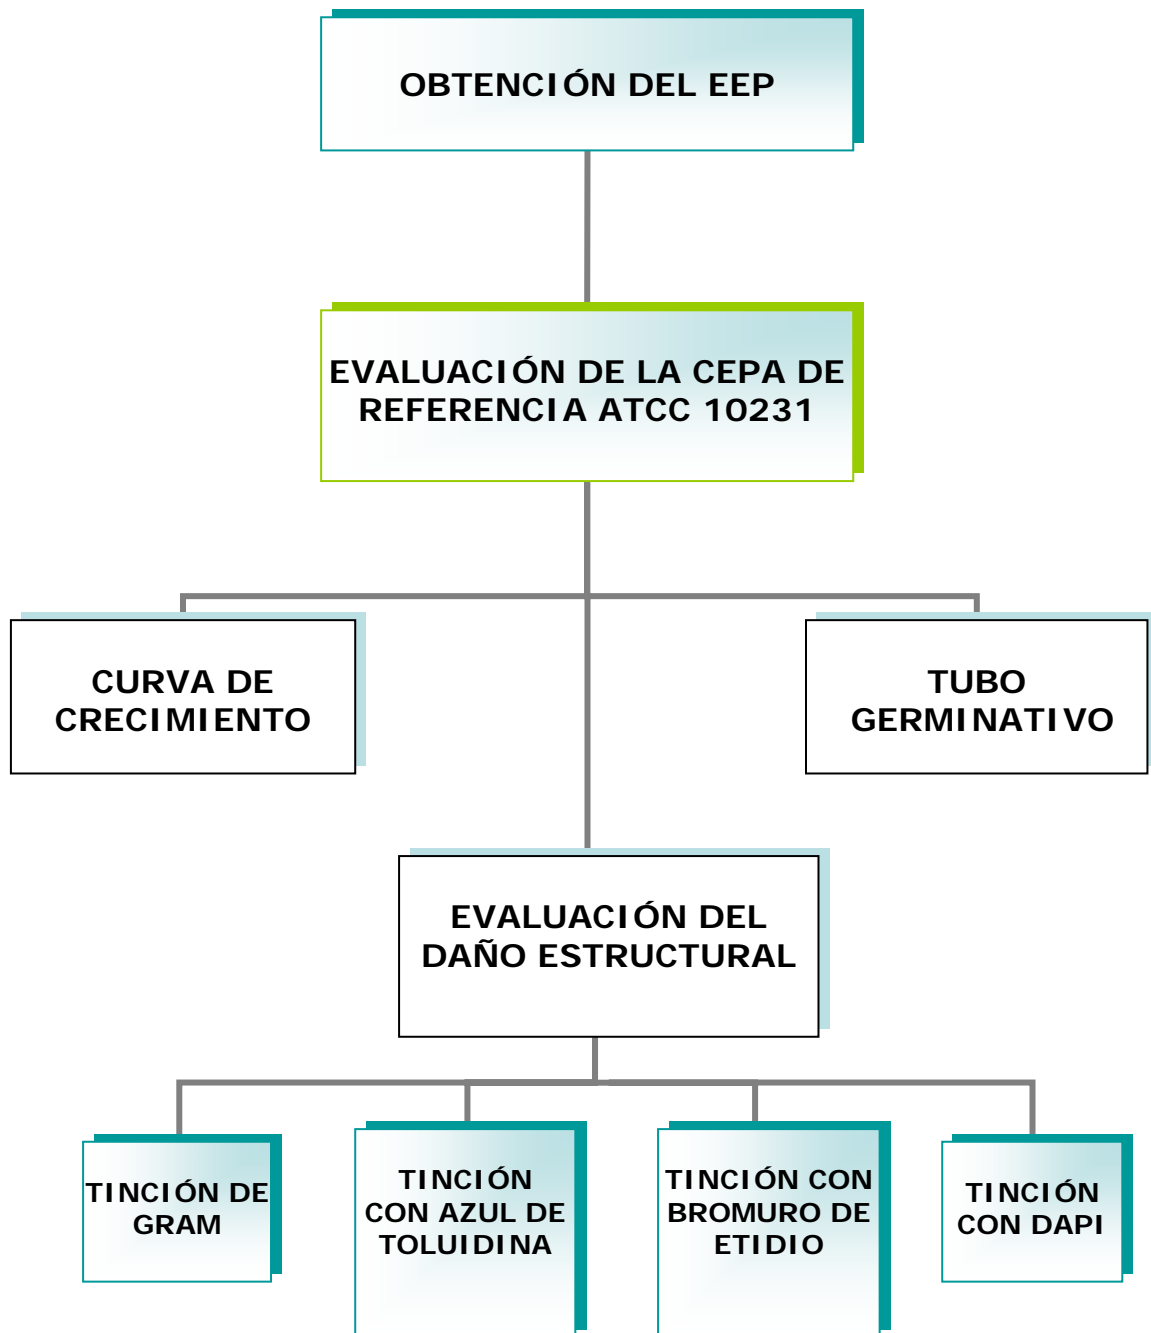 OBTENCIÓN DEL EEP
EVALUACIÓN DE LA CEPA DE
REFERENCIA ATCC 10231
CURVA DE
CRECIMIENTO
TUBO
GERMINATIVO
EVALUACIÓN DEL
DAÑO ESTRUCTURAL
TINCIÓN DE
GRAM
TINCIÓN
CON AZUL DE
TOLUIDINA
TINCIÓN CON
BROMURO DE
ETIDIO
TINCIÓN
CON DAPI